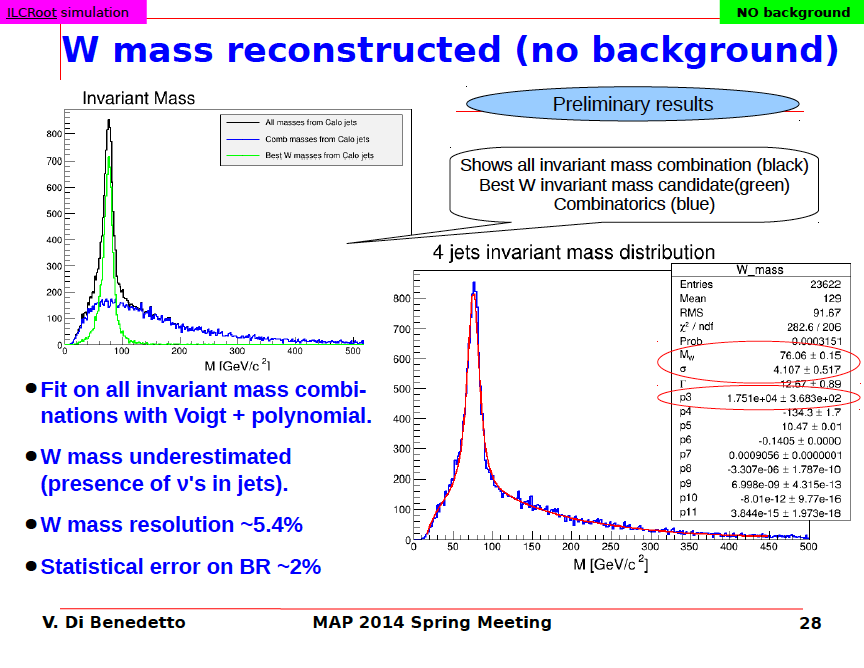 ILCRoot simulation
NO background
W mass reconstructed (no background)
Invariant Mass
All masses from Calo jets
Comb masses from Calo jets
Best W masses from Calo jets
800
700
600
500
400
300
200
100
0
0 100 200 300 400 500
M [GeV/c²]
Preliminary results
Shows all invariant mass combination (black)
Best W invariant mass candidate(green)
Combinatorics (blue)
4 jets invariant mass distribution
W_mass
Entries 23622
Mean 129
RMS 91.67
χ² / ndf 282.6 / 206
Prob 0.0003151
Mw 76.06 ± 0.15
σ 4.107 ± 0.517
Γ 12.67 ± 0.89
p3 1.751e+04 ± 3.683e+02
p4 -134.3 ± 1.7
p5 10.47 ± 0.01
p6 -0.1405 ± 0.0000
p7 0.0009056 ± 0.0000001
p8 -3.307e-06 ± 1.787e-10
p9 6.998e-09 ± 4.315e-13
p10 -8.01e-12 ± 9.77e-16
p11 3.844e-15 ± 1.973e-18
800
700
600
500
400
300
200
100
0
0 50 100 150 200 250 300 350 400 450 500
M [GeV/c²]
●Fit on all invariant mass combi-
nations with Voigt + polynomial.
●W mass underestimated
(presence of ν's in jets).
●W mass resolution ~5.4%
●Statistical error on BR ~2%
V. Di Benedetto
MAP 2014 Spring Meeting
28